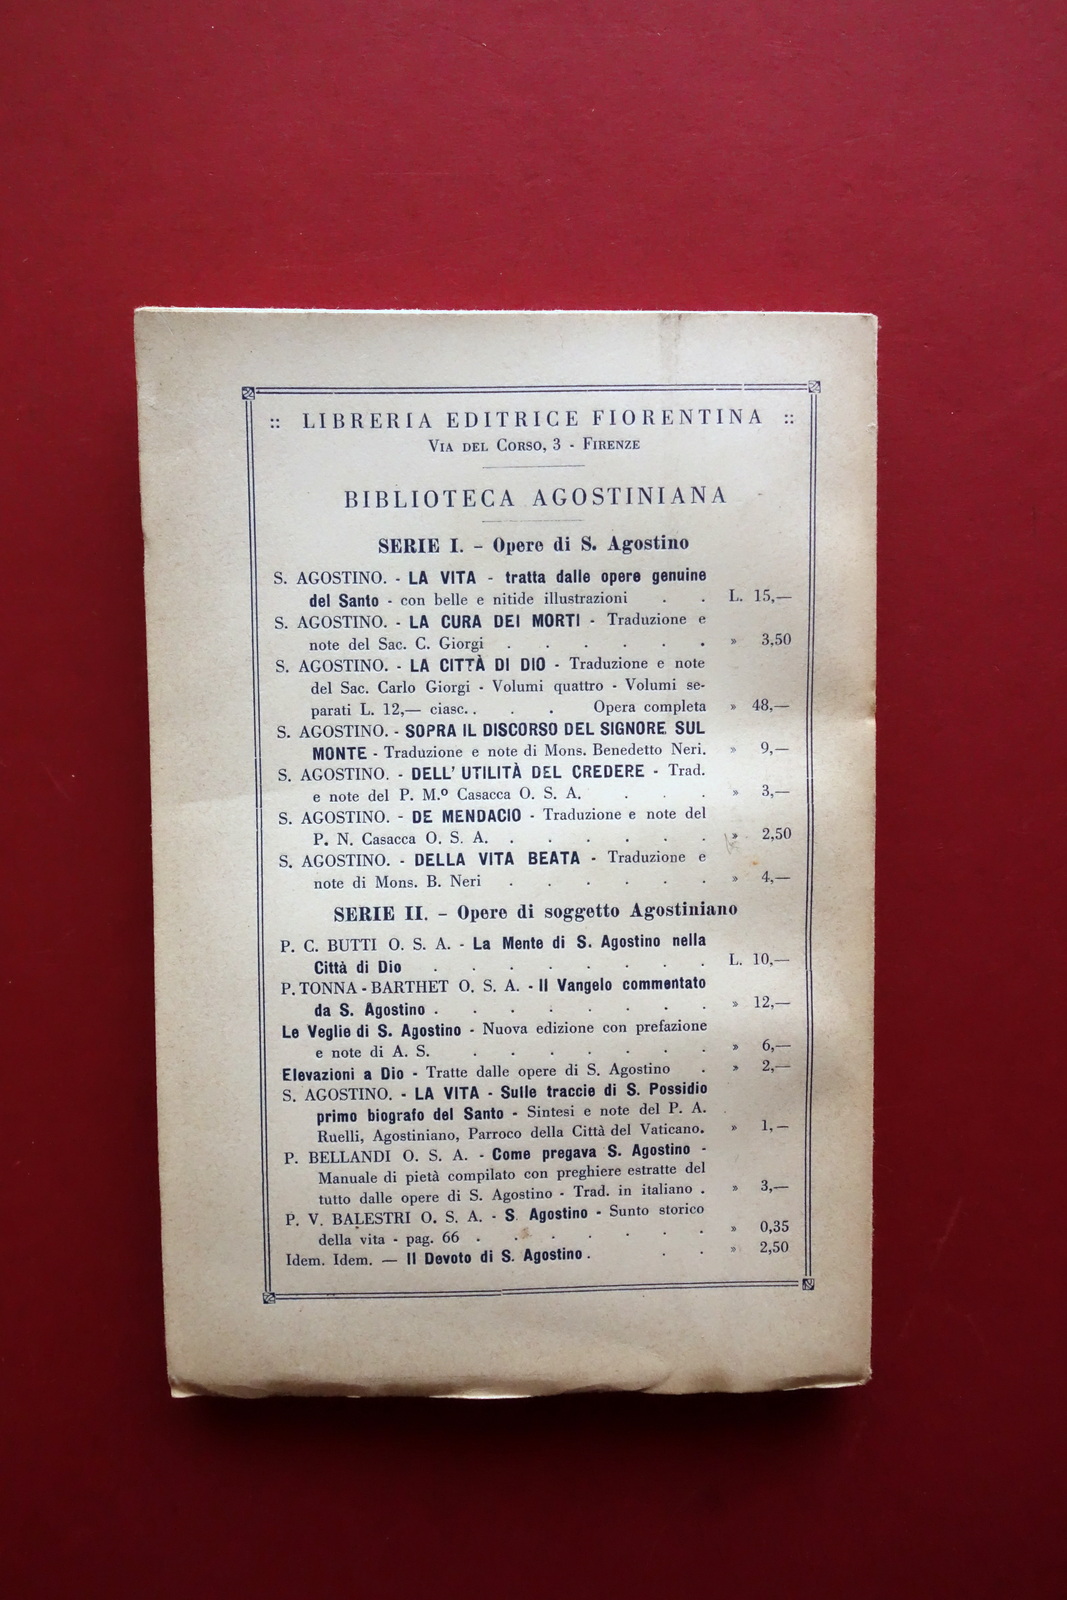 :: LIBRERIA EDITRICE FIORENTINA ::
VIA DEL CORSO, 3 - FIRENZE
BIBLIOTECA AGOSTINIANA
SERIE I. - Opere di S. Agostino
S. AGOSTINO. - LA VITA - tratta dalle opere genuine
del Santo - con belle e nitide illustrazioni . . L. 15,—
S. AGOSTINO. - LA CURA DEI MORTI - Traduzione e
note del Sac. C. Giorgi . . . . . . » 3,50
S. AGOSTINO. - LA CITTÀ DI DIO - Traduzione e note
del Sac. Carlo Giorgi - Volumi quattro - Volumi se-
parati L. 12,— ciasc. . . . Opera completa » 48,—
S. AGOSTINO. - SOPRA IL DISCORSO DEL SIGNORE SUL
MONTE - Traduzione e note di Mons. Benedetto Neri. » 9,—
S. AGOSTINO. - DELL' UTILITÀ DEL CREDERE - Trad.
e note del P. M.º Casacca O. S. A. . . . » 3,—
S. AGOSTINO. - DE MENDACIO - Traduzione e note del
P. N. Casacca O. S. A. . . . . . . » 2,50
S. AGOSTINO. - DELLA VITA BEATA - Traduzione e
note di Mons. B. Neri . . . . . . » 4,—
SERIE II. - Opere di soggetto Agostiniano
P. C. BUTTI O. S. A. - La Mente di S. Agostino nella
Città di Dio . . . . . . . . L. 10,—
P. TONNA - BARTHET O. S. A. - Il Vangelo commentato
da S. Agostino . . . . . . . » 12,—
Le Veglie di S. Agostino - Nuova edizione con prefazione
e note di A. S. . . . . . . . » 6,—
Elevazioni a Dio - Tratte dalle opere di S. Agostino . » 2,—
S. AGOSTINO. - LA VITA - Sulle traccie di S. Possidio
primo biografo del Santo - Sintesi e note del P. A.
Ruelli, Agostiniano, Parroco della Città del Vaticano. » 1,—
P. BELLANDI O. S. A. - Come pregava S. Agostino -
Manuale di pietà compilato con preghiere estratte del
tutto dalle opere di S. Agostino - Trad. in italiano . » 3,—
P. V. BALESTRI O. S. A. - S. Agostino - Sunto storico
della vita - pag. 66 . . . . . . » 0,35
Idem. Idem. — Il Devoto di S. Agostino . . . » 2,50